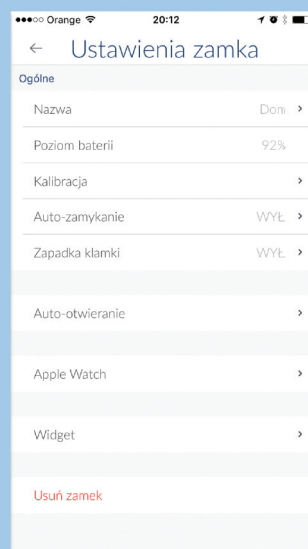 Orange 20:12
Ustawienia zamka
Ogólne
Nazwa Dom
Poziom baterii 92%
Kalibracja
Auto-zamykanie WYŁ
Zapadka klamki WYŁ
Auto-otwieranie
Apple Watch
Widget
Usuń zamek